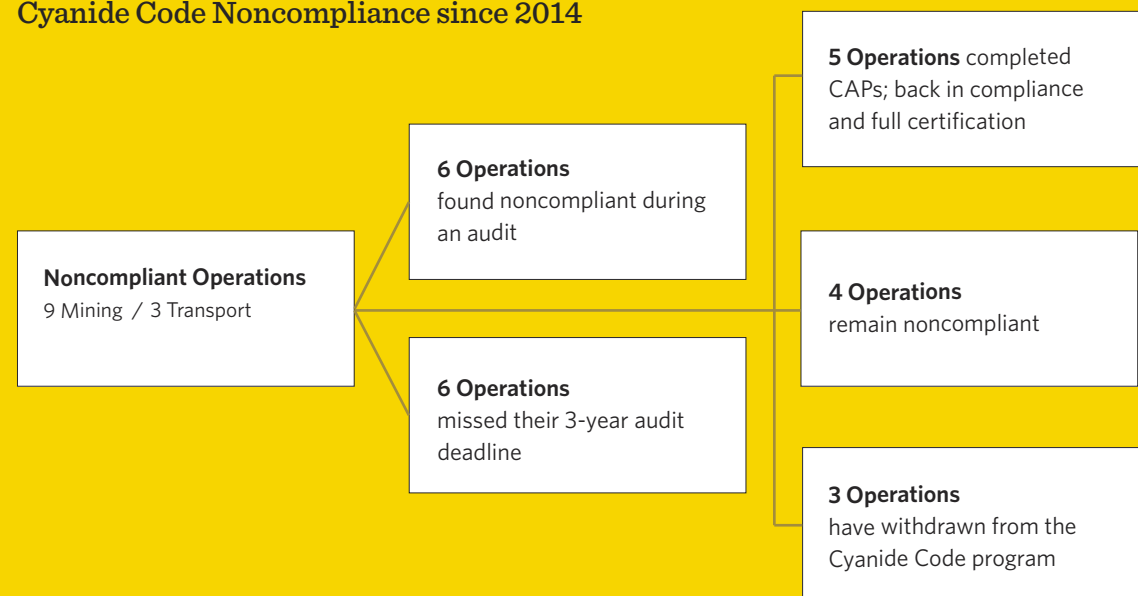 Cyanide Code Noncompliance since 2014
Noncompliant Operations
9 Mining / 3 Transport
6 Operations
found noncompliant during
an audit
6 Operations
missed their 3-year audit
deadline
5 Operations completed
CAPs; back in compliance
and full certification
4 Operations
remain noncompliant
3 Operations
have withdrawn from the
Cyanide Code program